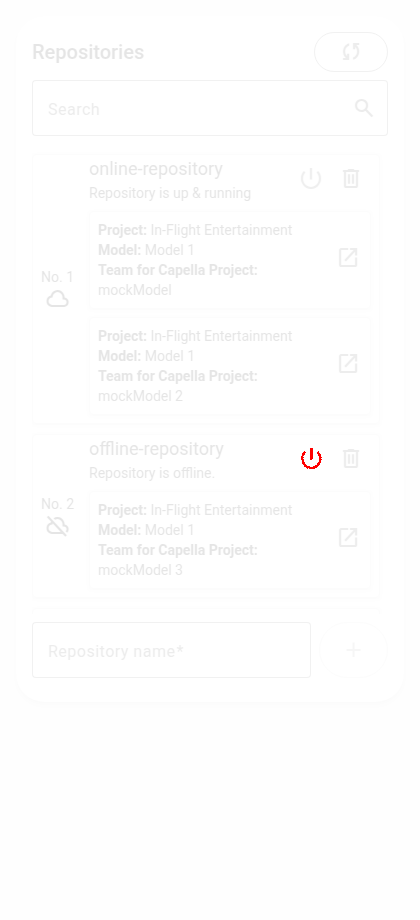 Repositories
Search
online-repository
Repository is up & running
Project: In-Flight Entertainment
Model: Model 1
Team for Capella Project:
mockModel
No. 1
Project: In-Flight Entertainment
Model: Model 1
Team for Capella Project:
mockModel 2
offline-repository
Repository is offline.
No. 2
Project: In-Flight Entertainment
Model: Model 1
Team for Capella Project:
mockModel 3
Repository name*